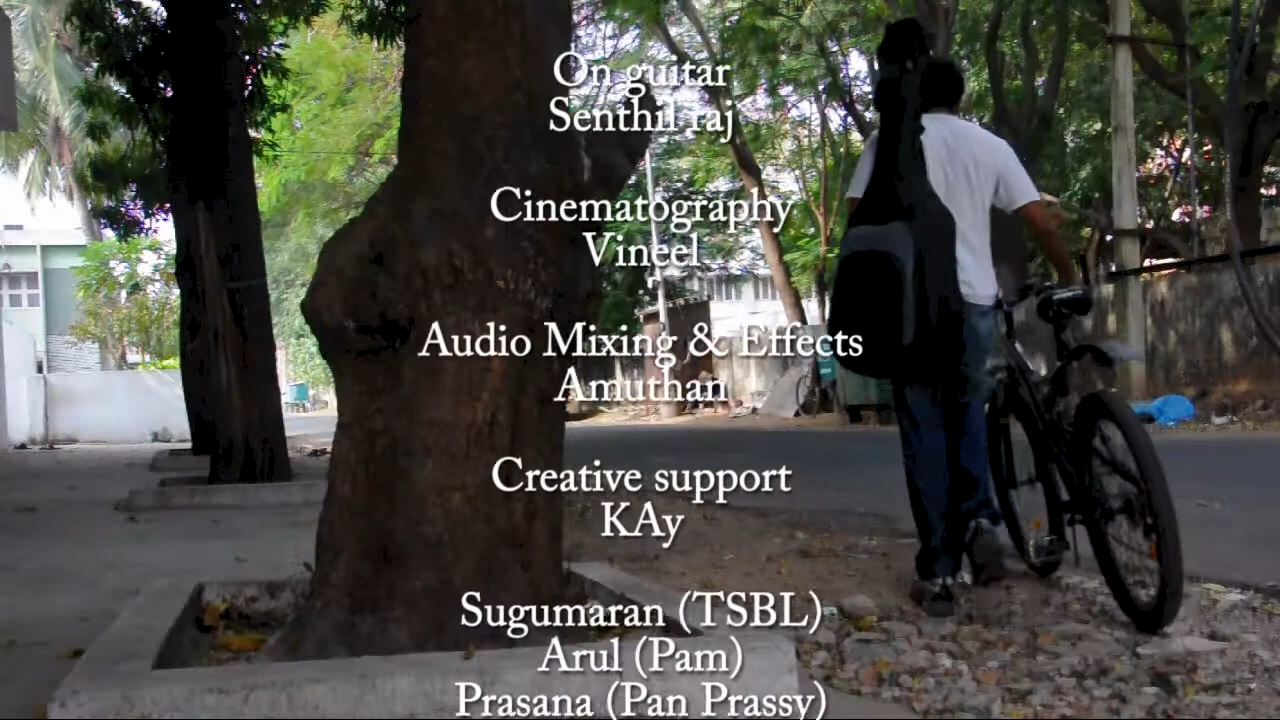 On guitar
Senthil raj
Cinematography
Vineel
Audio Mixing & Effects
Amuthan
Creative support
KAy
Sugumaran (TSBL)
Arul (Pam)
Prasana (Pan Prassy)